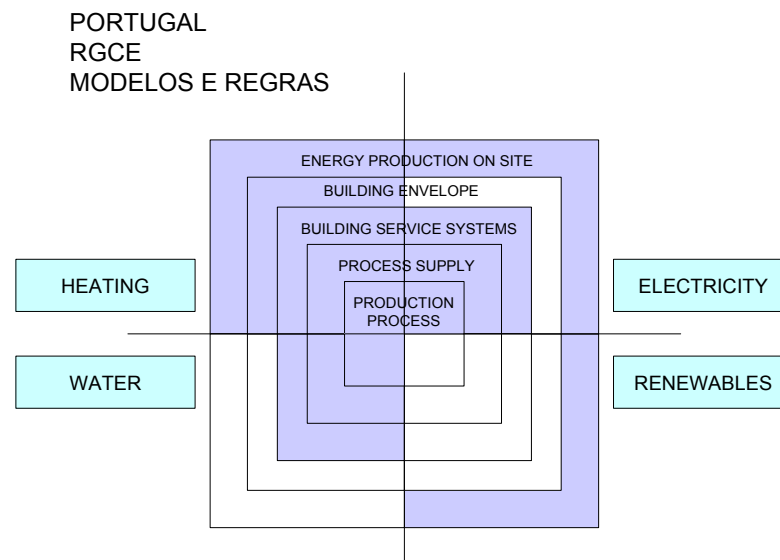 PORTUGAL
RGCE
MODELOS E REGRAS
ENERGY PRODUCTION ON SITE
BUILDING ENVELOPE
BUILDING SERVICE SYSTEMS
PROCESS SUPPLY
PRODUCTION
PROCESS
HEATING
ELECTRICITY
WATER
RENEWABLES